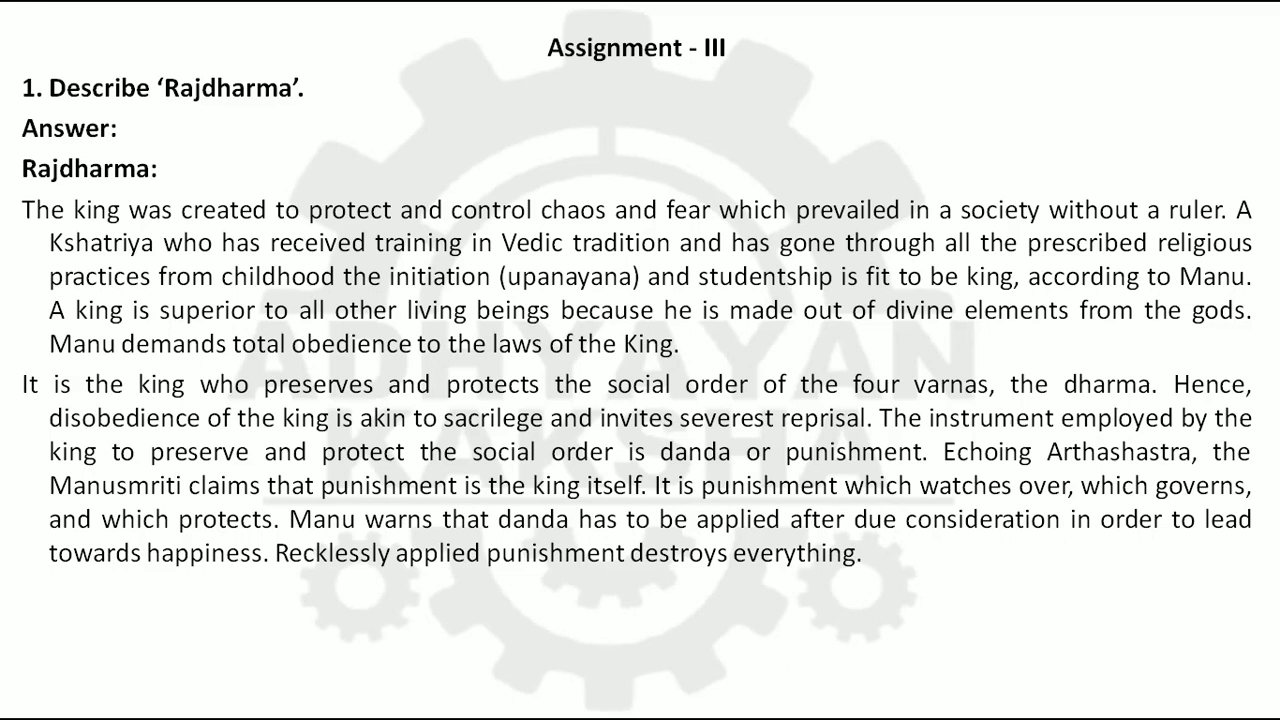 Assignment - III
1. Describe ‘Rajdharma’.
Answer:
Rajdharma:
The king was created to protect and control chaos and fear which prevailed in a society without a ruler. A
Kshatriya who has received training in Vedic tradition and has gone through all the prescribed religious
practices from childhood the initiation (upanayana) and studentship is fit to be king, according to Manu.
A king is superior to all other living beings because he is made out of divine elements from the gods.
Manu demands total obedience to the laws of the King.
It is the king who preserves and protects the social order of the four varnas, the dharma. Hence,
disobedience of the king is akin to sacrilege and invites severest reprisal. The instrument employed by the
king to preserve and protect the social order is danda or punishment. Echoing Arthashastra, the
Manusmriti claims that punishment is the king itself. It is punishment which watches over, which governs,
and which protects. Manu warns that danda has to be applied after due consideration in order to lead
towards happiness. Recklessly applied punishment destroys everything.
ADHYAYAN
KAKSHA